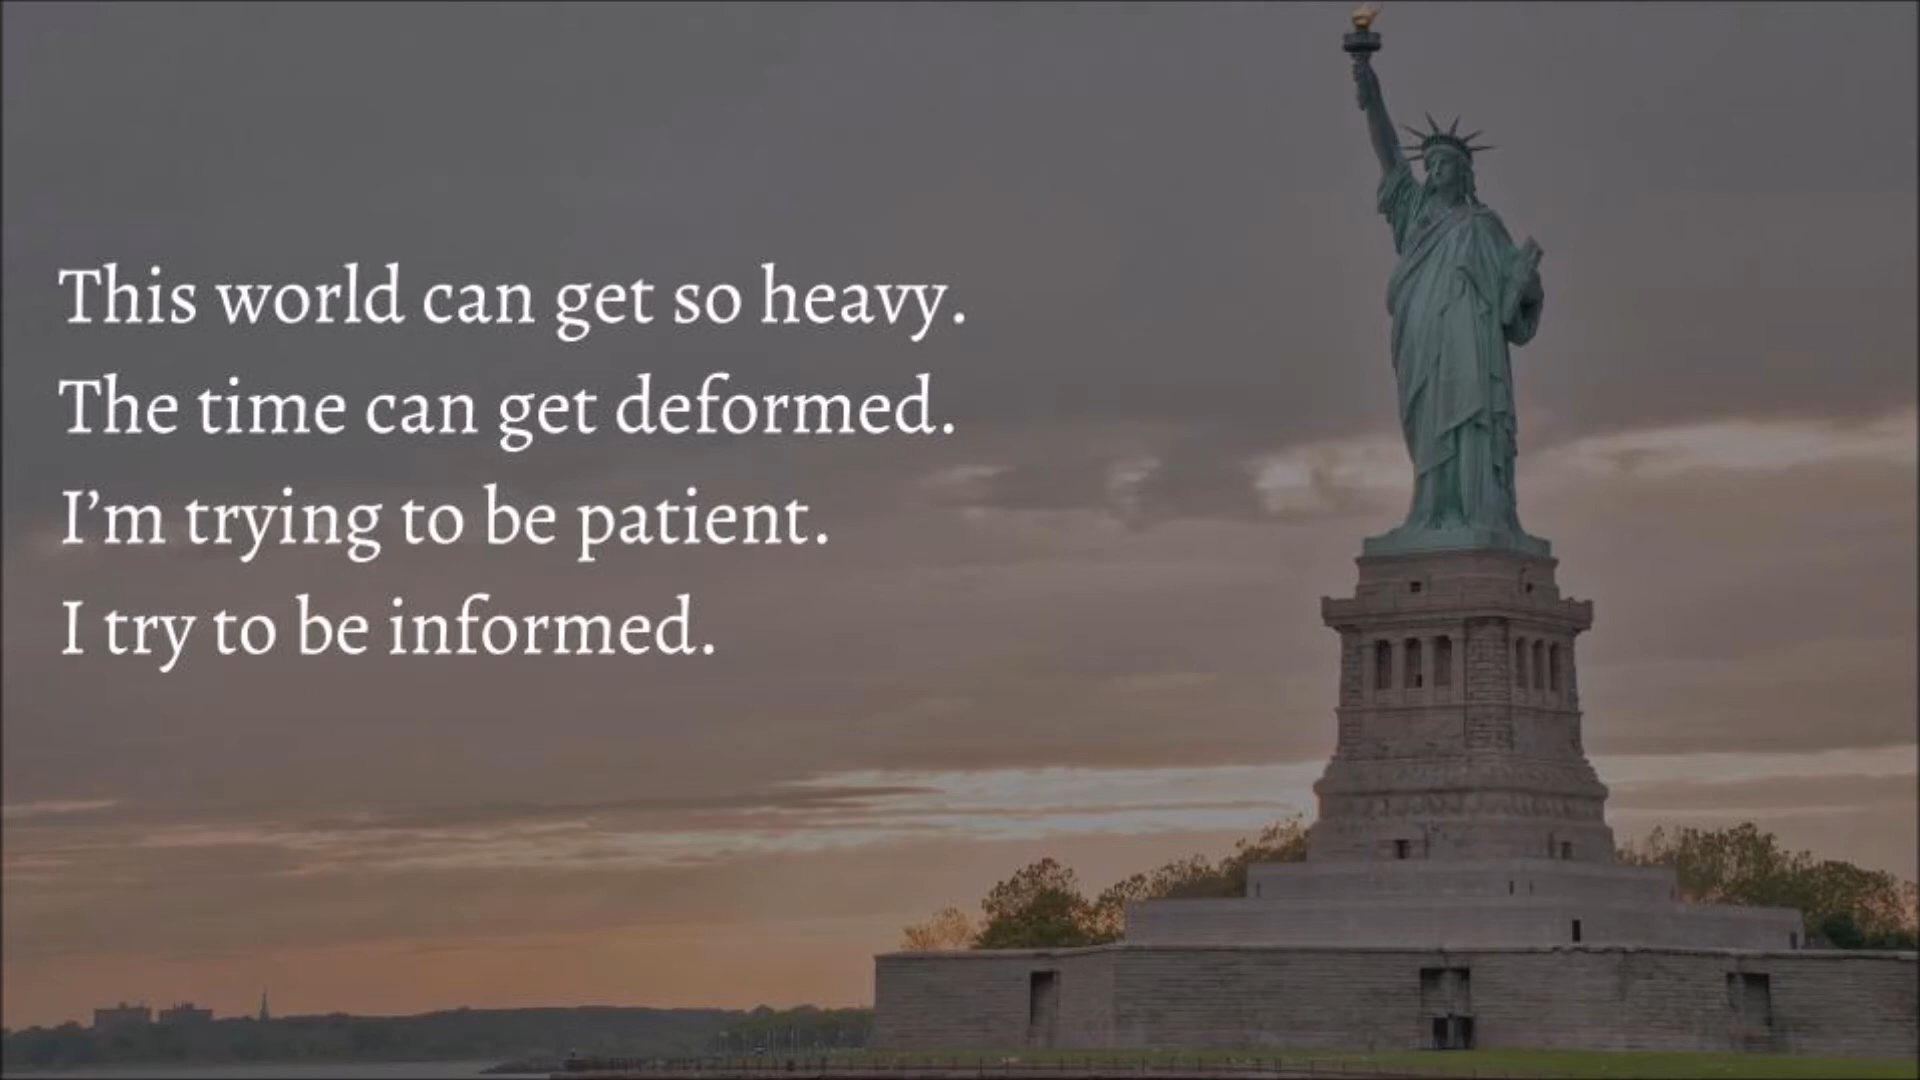 This world can get so heavy.
The time can get deformed.
I’m trying to be patient.
I try to be informed.